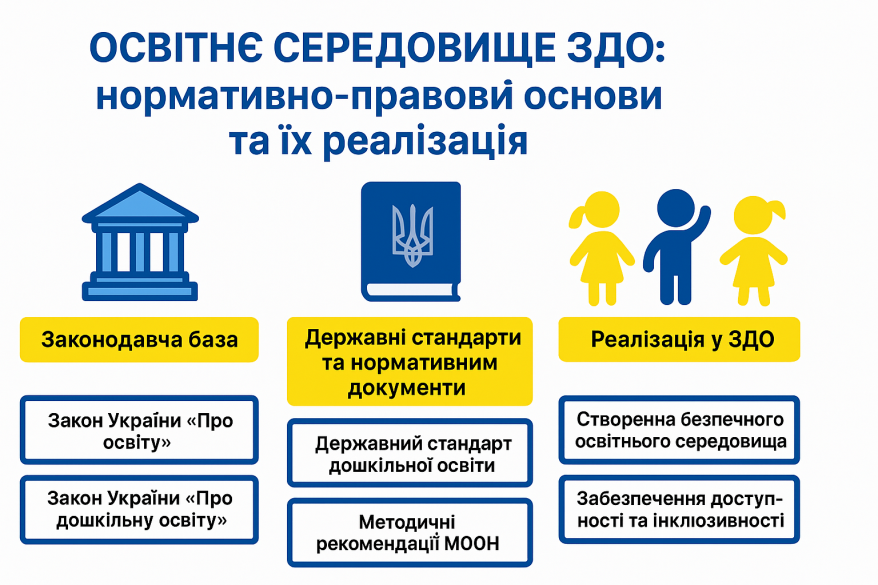 ОСВІТНЄ СЕРЕДОВИЩЕ ЗДО:
нормативно-правові основи
та їх реалізація
Законодавча база
Закон України «Про
освіту»
Закон України «Про
дошкільну освіту»
Державні стандарти
та нормативним
документи
Державний стандарт
дошкільної освіти
Методичні
рекомендації МООН
Реалізація у ЗДО
Створенна безпечного
освітнього середовища
Забезпечення доступ-
ності та інклюзивності